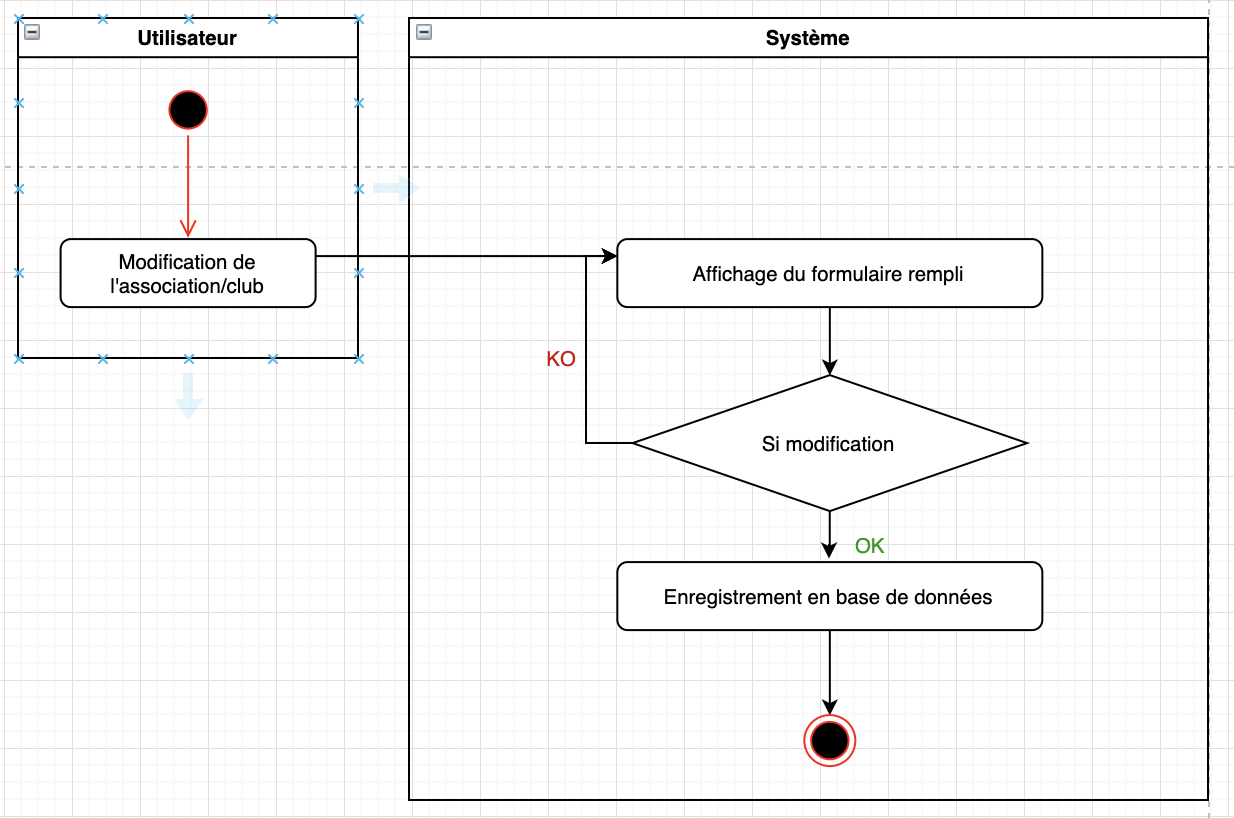 Utilisateur
Système
Modification de
l'association/club
Affichage du formulaire rempli
KO
Si modification
OK
Enregistrement en base de données